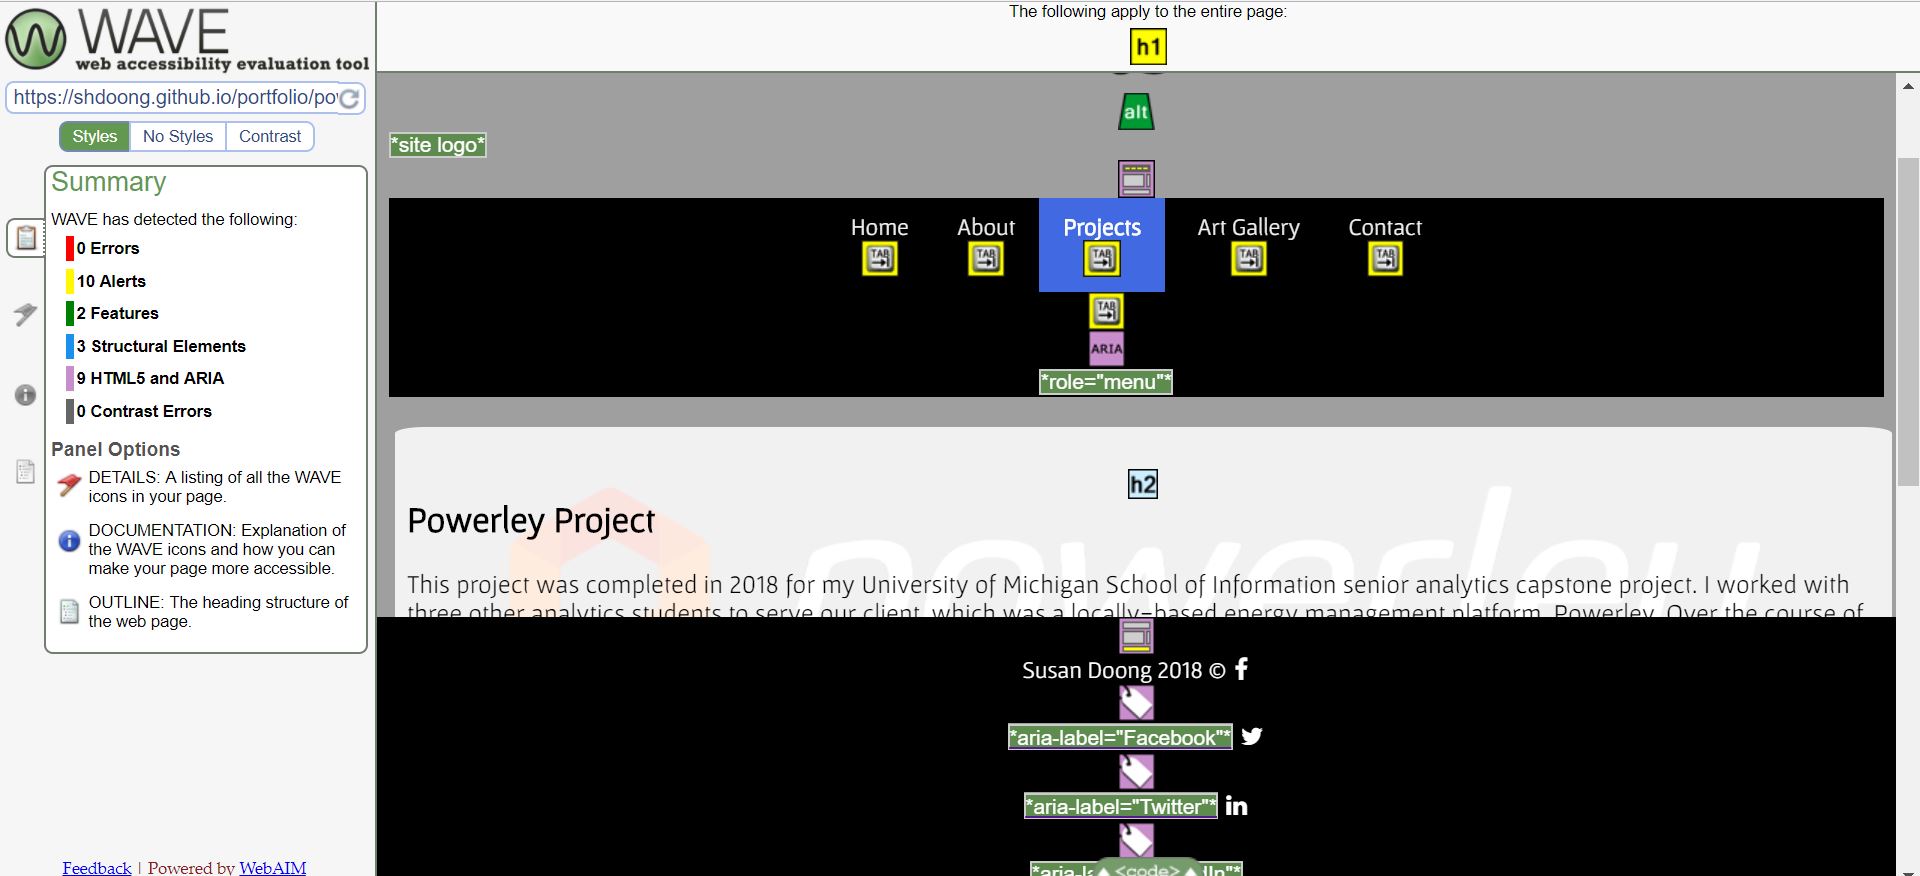 WAVE
web accessibility evaluation tool
https://shdoong.github.io/portfolio/po
Styles No Styles Contrast
Summary
WAVE has detected the following:
0 Errors
10 Alerts
2 Features
3 Structural Elements
9 HTML5 and ARIA
0 Contrast Errors
Panel Options
DETAILS: A listing of all the WAVE
icons in your page.
DOCUMENTATION: Explanation of
the WAVE icons and how you can
make your page more accessible.
OUTLINE: The heading structure of
the web page.
Feedback | Powered by WebAIM
The following apply to the entire page:
h1
alt
*site logo*
Home About Projects Art Gallery Contact
TAB TAB TAB TAB TAB
TAB
ARIA
*role="menu"*
h2
powerley
Powerley Project
This project was completed in 2018 for my University of Michigan School of Information senior analytics capstone project. I worked with
three other analytics students to serve our client, which was a locally-based energy management platform, Powerley. Over the course of
Susan Doong 2018 ©
*aria-label="Facebook"*
*aria-label="Twitter"*
in
<code>